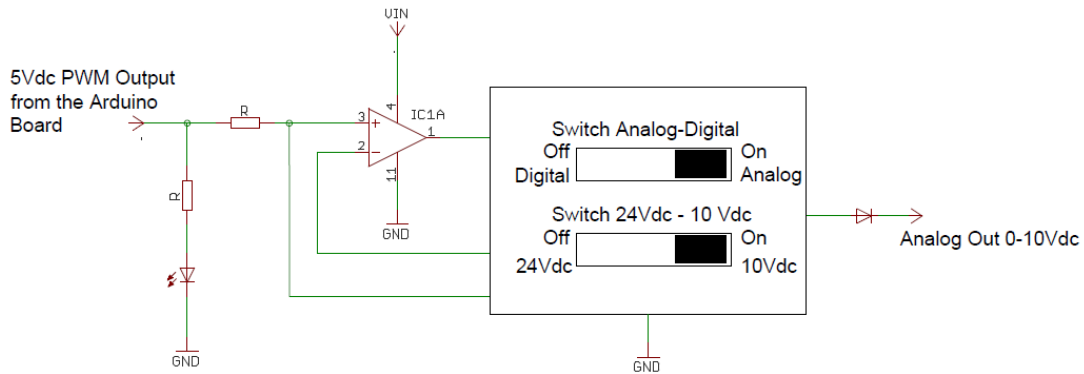 VIN
5Vdc PWM Output
from the Arduino
Board
R
R
3
2
4
11
1
IC1A
GND
GND
Switch Analog-Digital
Off
On
Digital
Analog
Switch 24Vdc - 10 Vdc
Off
On
24Vdc
10Vdc
GND
Analog Out 0-10Vdc